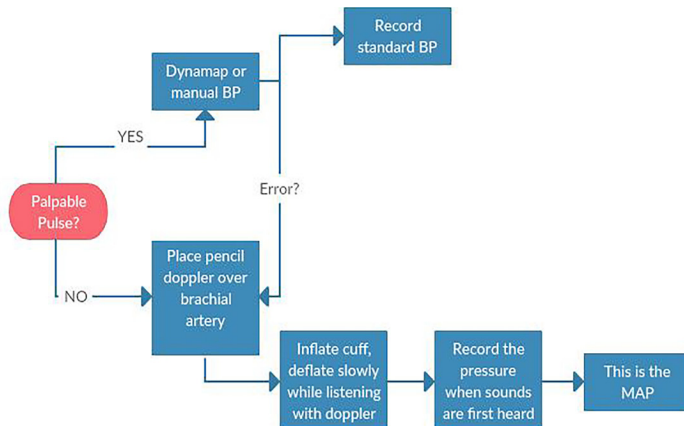 Record
standard BP
Dynamap or
manual BP
YES
Palpable
Pulse?
Error?
NO
Place pencil
doppler over
brachial
artery
Inflate cuff,
deflate slowly
while listening
with doppler
Record the
pressure
when sounds
are first heard
This is the
MAP